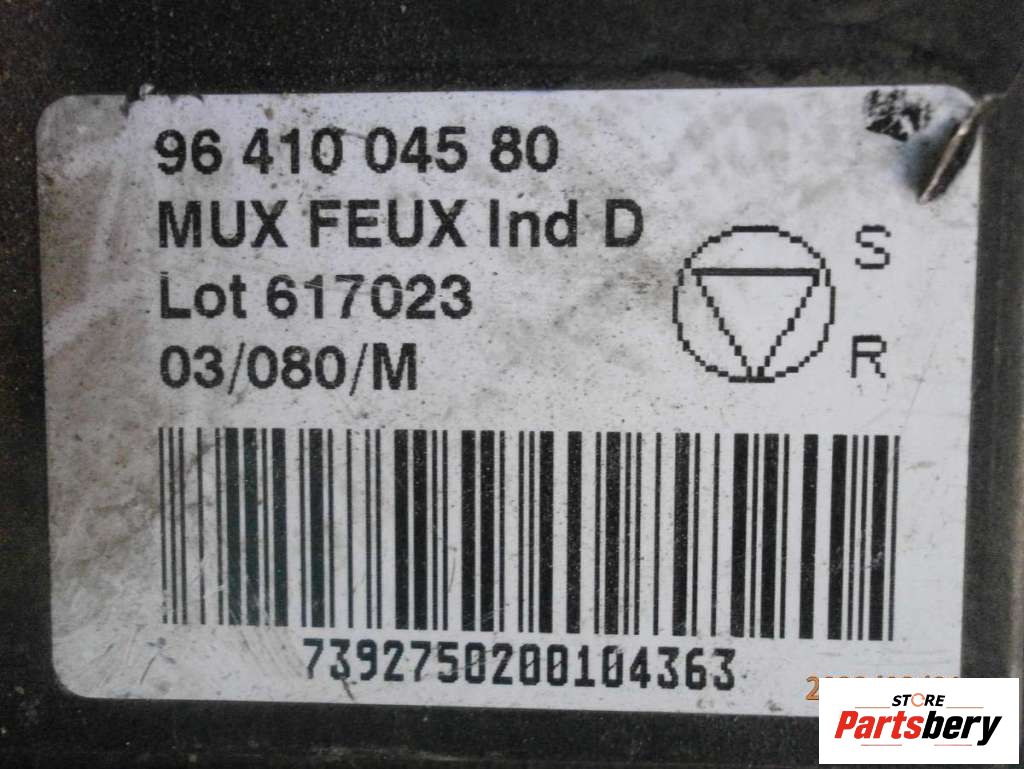 96 410 045 80
MUX FEUX Ind D
S
Lot 617023
R
03/080/M
7392750200104363
STORE
Partsbery